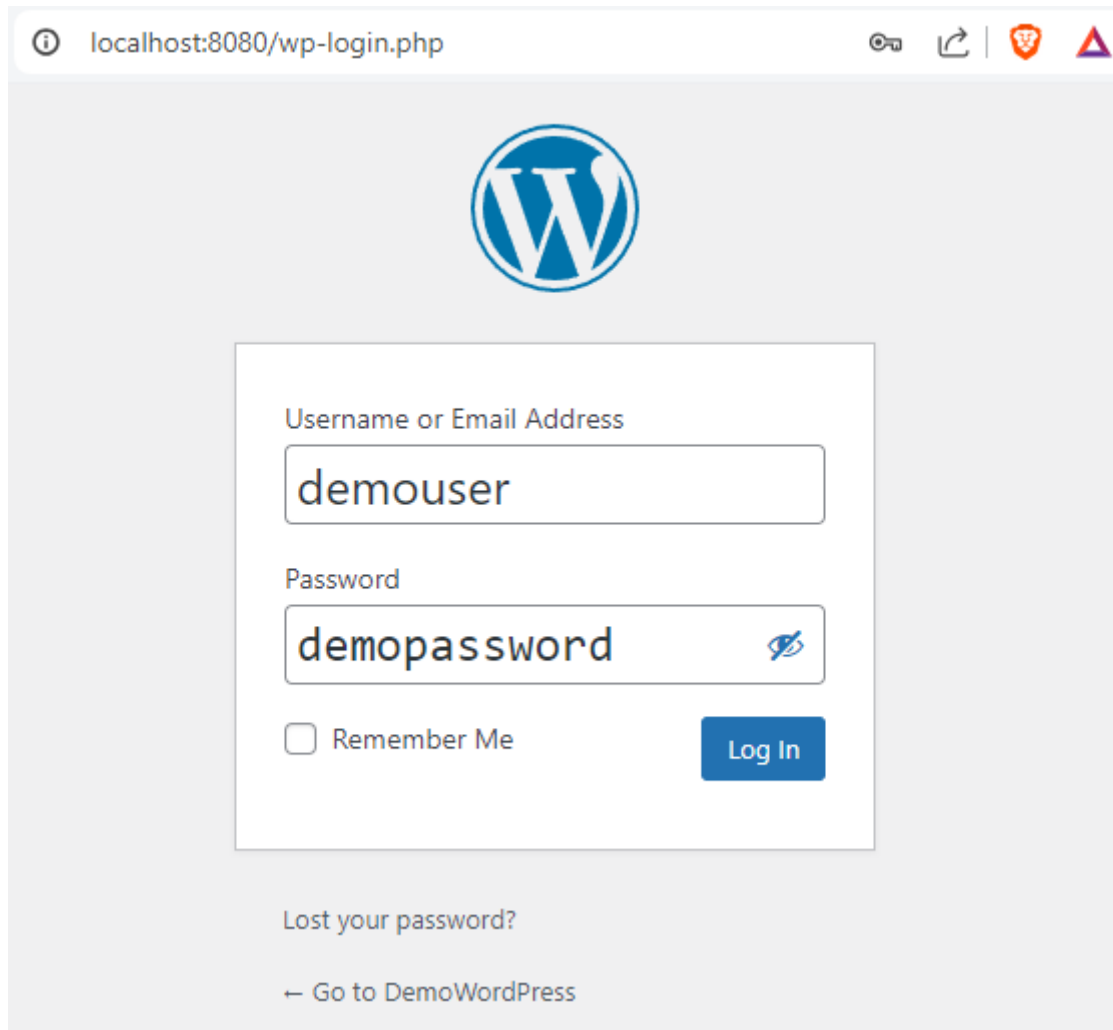 localhost:8080/wp-login.php
Username or Email Address
demouser
Password
demopassword
Remember Me
Log In
Lost your password?
← Go to DemoWordPress